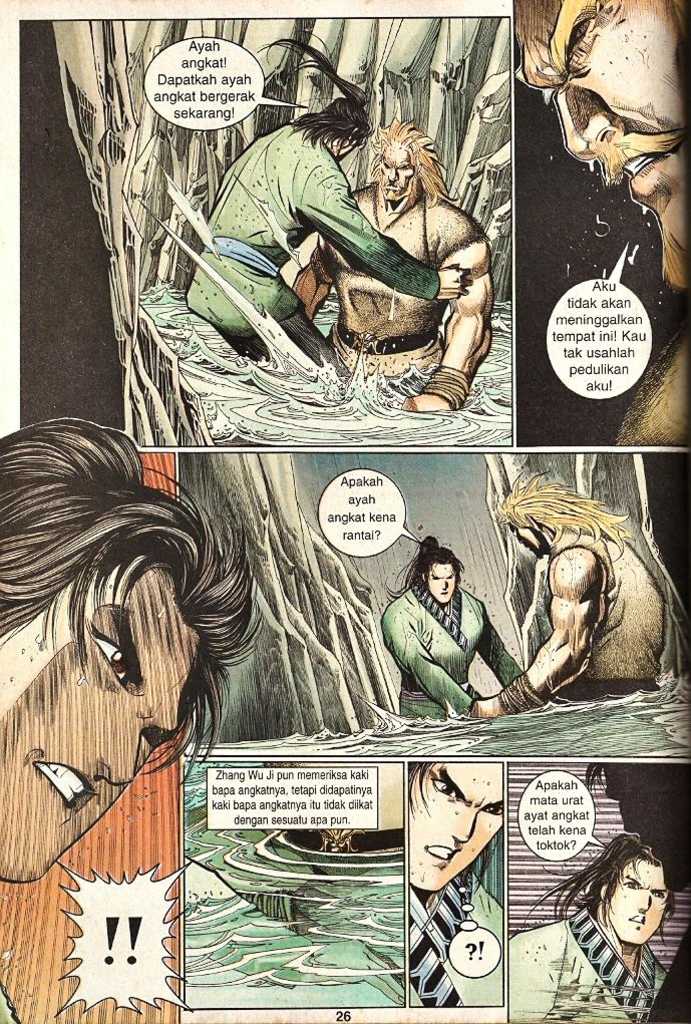 Ayah
angkat!
Dapatkah ayah
angkat bergerak
sekarang!
Aku
tidak akan
meninggalkan
tempat ini! Kau
tak usahlah
pedulikan
aku!
Apakah
ayah
angkat kena
rantai?
!!
Zhang Wu Ji pun memeriksa kaki
bapa angkatnya, tetapi didapatinya
kaki bapa angkatnya itu tidak diikat
dengan sesuatu apa pun.
?!
Apakah
mata urat
ayat angkat
telah kena
toktok?
26